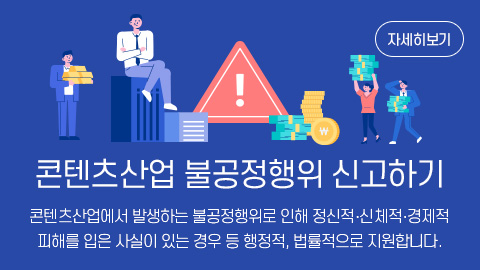 자세히보기
콘텐츠산업 불공정행위 신고하기
콘텐츠산업에서 발생하는 불공정행위로 인해 정신적·신체적·경제적
피해를 입은 사실이 있는 경우 등 행정적, 법률적으로 지원합니다.